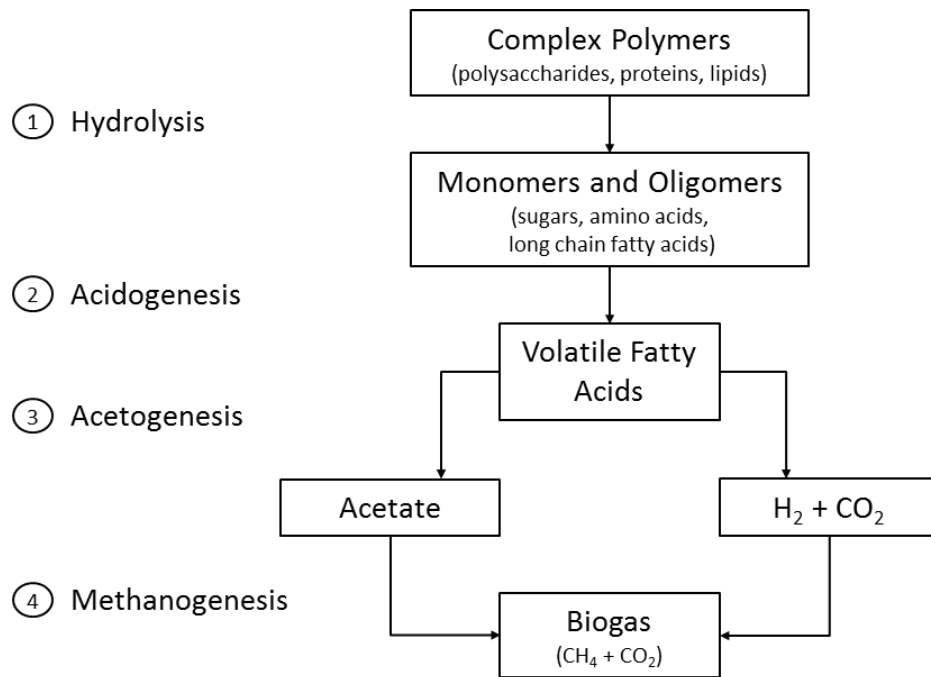 Complex Polymers
(polysaccharides, proteins, lipids)
1 Hydrolysis
Monomers and Oligomers
(sugars, amino acids,
long chain fatty acids)
2 Acidogenesis
Volatile Fatty
Acids
3 Acetogenesis
Acetate
H₂ + CO₂
4 Methanogenesis
Biogas
(CH₄ + CO₂)